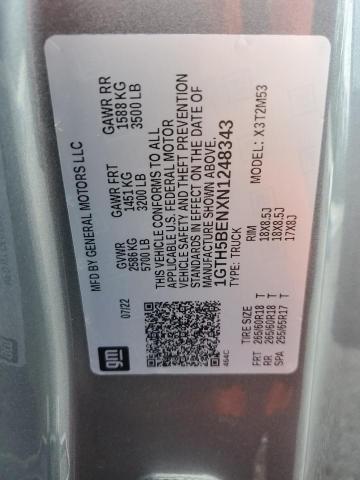 MFD BY GENERAL MOTORS LLC
07/22
GVWR GAWR FRT GAWR RR
2586 KG 1451 KG 1588 KG
5700 LB 3200 LB 3500 LB
THIS VEHICLE CONFORMS TO ALL
APPLICABLE U.S. FEDERAL MOTOR
VEHICLE SAFETY AND THEFT PREVENTION
STANDARDS IN EFFECT ON THE DATE OF
MANUFACTURE SHOWN ABOVE.
1GTH5BENXN1248343
TYPE: TRUCK MODEL: X3T2M53
gm
464C
TIRE SIZE RIM
FRT 265/60R18 T 18X8.5J
RR 265/60R18 T 18X8.5J
SPA 255/65R17 T 17X8J